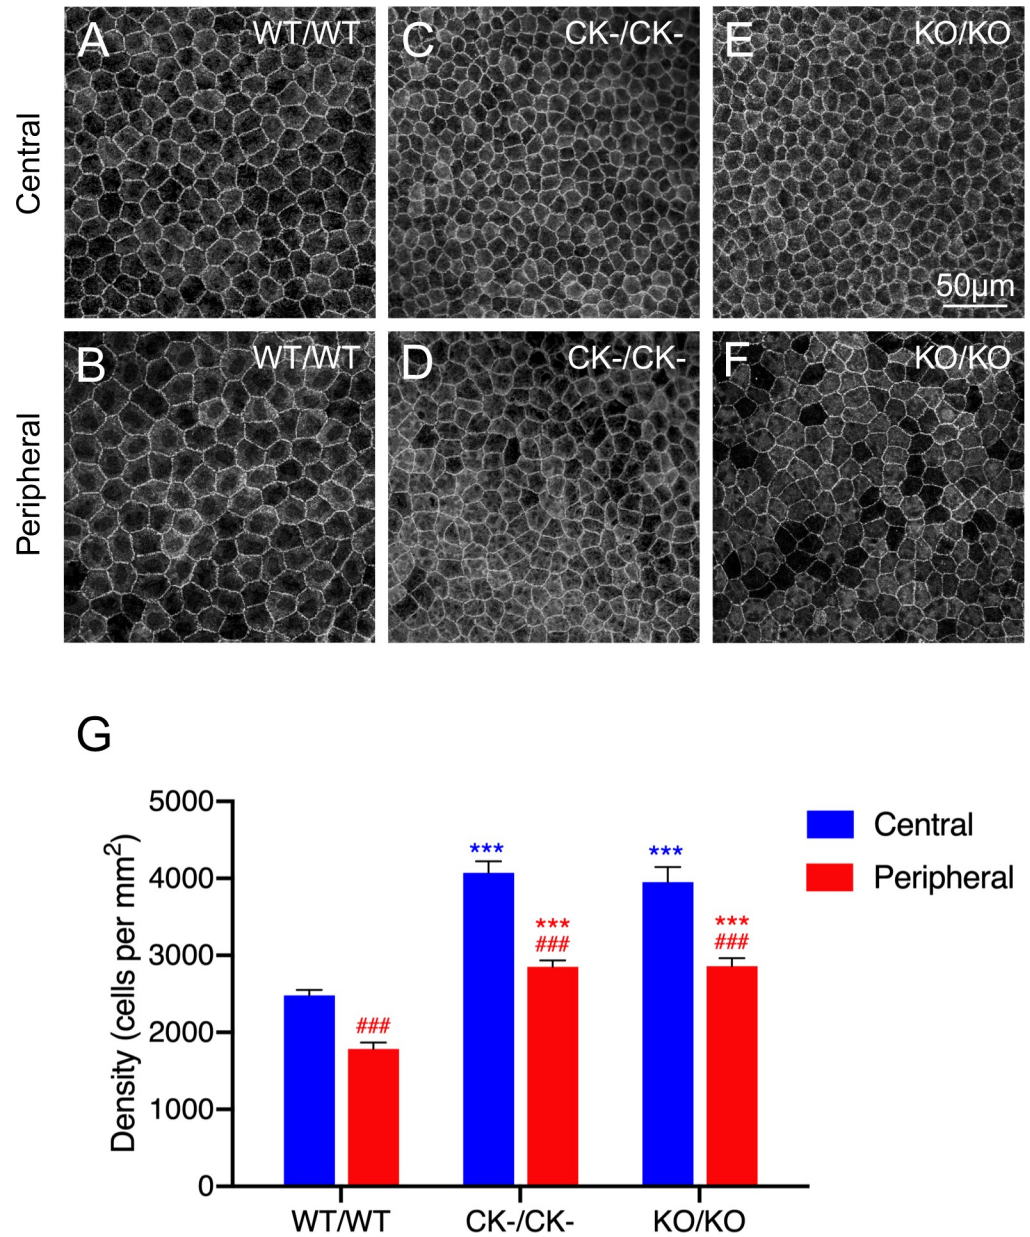 A WT/WT
C CK-/CK-
E KO/KO
Central
50μm
B WT/WT
D CK-/CK-
F KO/KO
Peripheral
G
Density (cells per mm²)
5000
4000
3000
2000
1000
0
***
***
***
###
***
###
###
Central
Peripheral
WT/WT
CK-/CK-
KO/KO